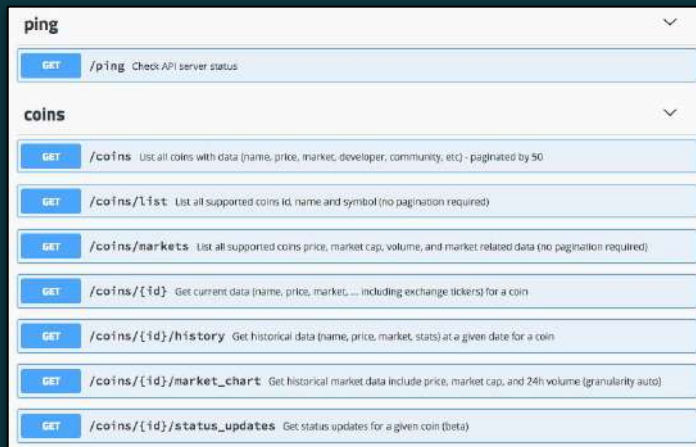 ping
GET /ping Check API server status
coins
GET /coins List all coins with data (name, price, market, developer, community, etc) - paginated by 50
GET /coins/list List all supported coins id, name and symbol (no pagination required)
GET /coins/markets List all supported coins price, market cap, volume, and market related data (no pagination required)
GET /coins/{id} Get current data (name, price, market, ... including exchange tickers) for a coin
GET /coins/{id}/history Get historical data (name, price, market, stats) at a given date for a coin
GET /coins/{id}/market_chart Get historical market data include price, market cap, and 24h volume (granularity auto)
GET /coins/{id}/status_updates Get status updates for a given coin (beta)